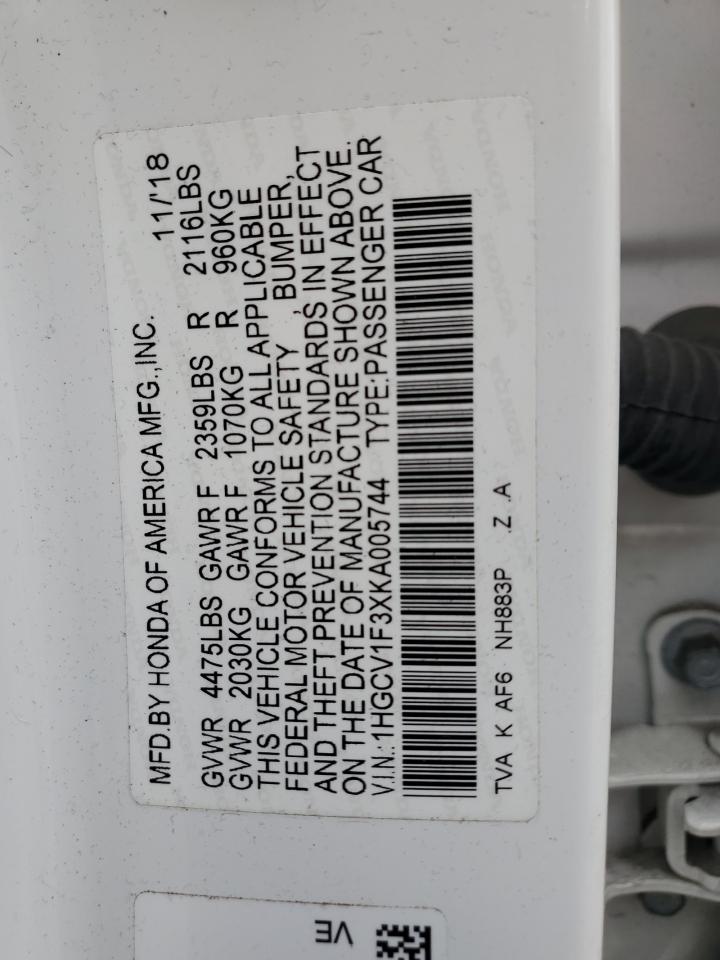 MFD.BY HONDA OF AMERICA MFG.,INC. 11/'18
GVWR 4475LBS GAWR F 2359LBS R 2116LBS
GVWR 2030KG GAWR F 1070KG R 960KG
THIS VEHICLE CONFORMS TO ALL APPLICABLE
FEDERAL MOTOR VEHICLE SAFETY , BUMPER,
AND THEFT PREVENTION STANDARDS IN EFFECT
ON THE DATE OF MANUFACTURE SHOWN ABOVE.
V.I.N.:1HGCV1F3XKA005744 TYPE:PASSENGER CAR
TVA K AF6 NH883P .Z .A
VE